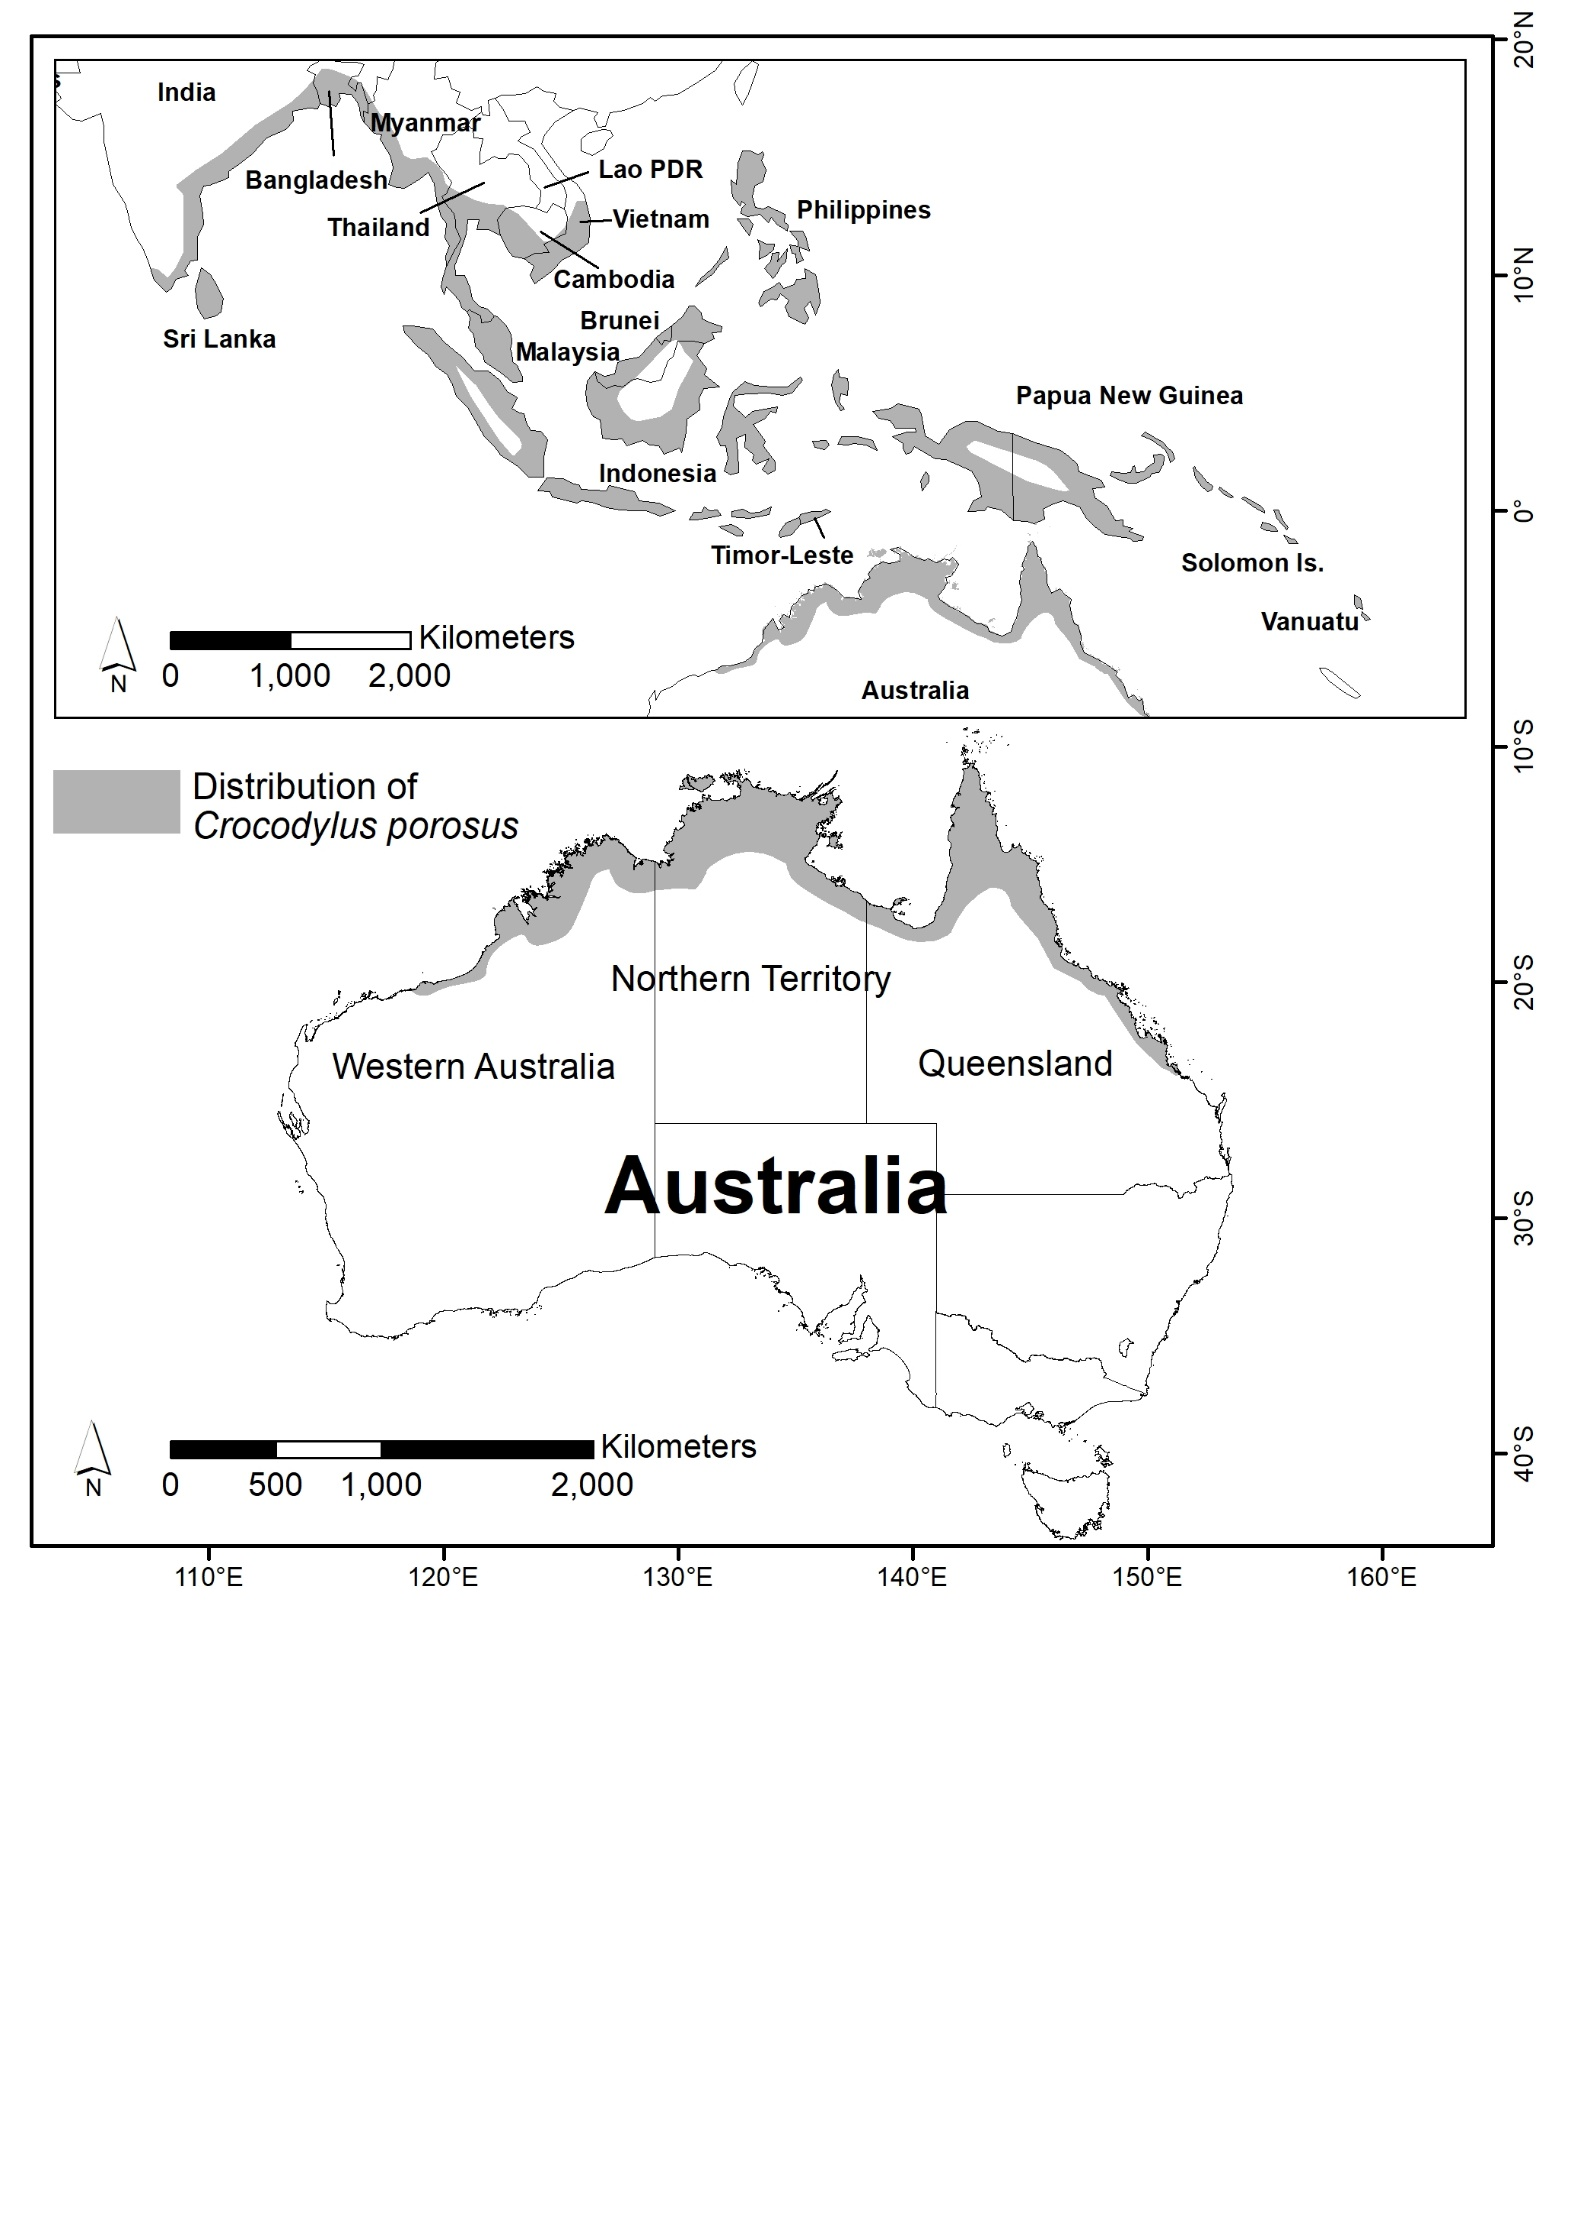 India
Myanmar
Bangladesh
Lao PDR
Thailand
Vietnam
Philippines
Cambodia
Sri Lanka
Brunei
Malaysia
Papua New Guinea
Indonesia
Timor-Leste
Solomon Is.
Vanuatu
Australia
Kilometers
0 1,000 2,000
N
Distribution of
Crocodylus porosus
Northern Territory
Western Australia
Queensland
Australia
Kilometers
0 500 1,000 2,000
N
20°N
10°N
0°
10°S
20°S
30°S
40°S
110°E 120°E 130°E 140°E 150°E 160°E